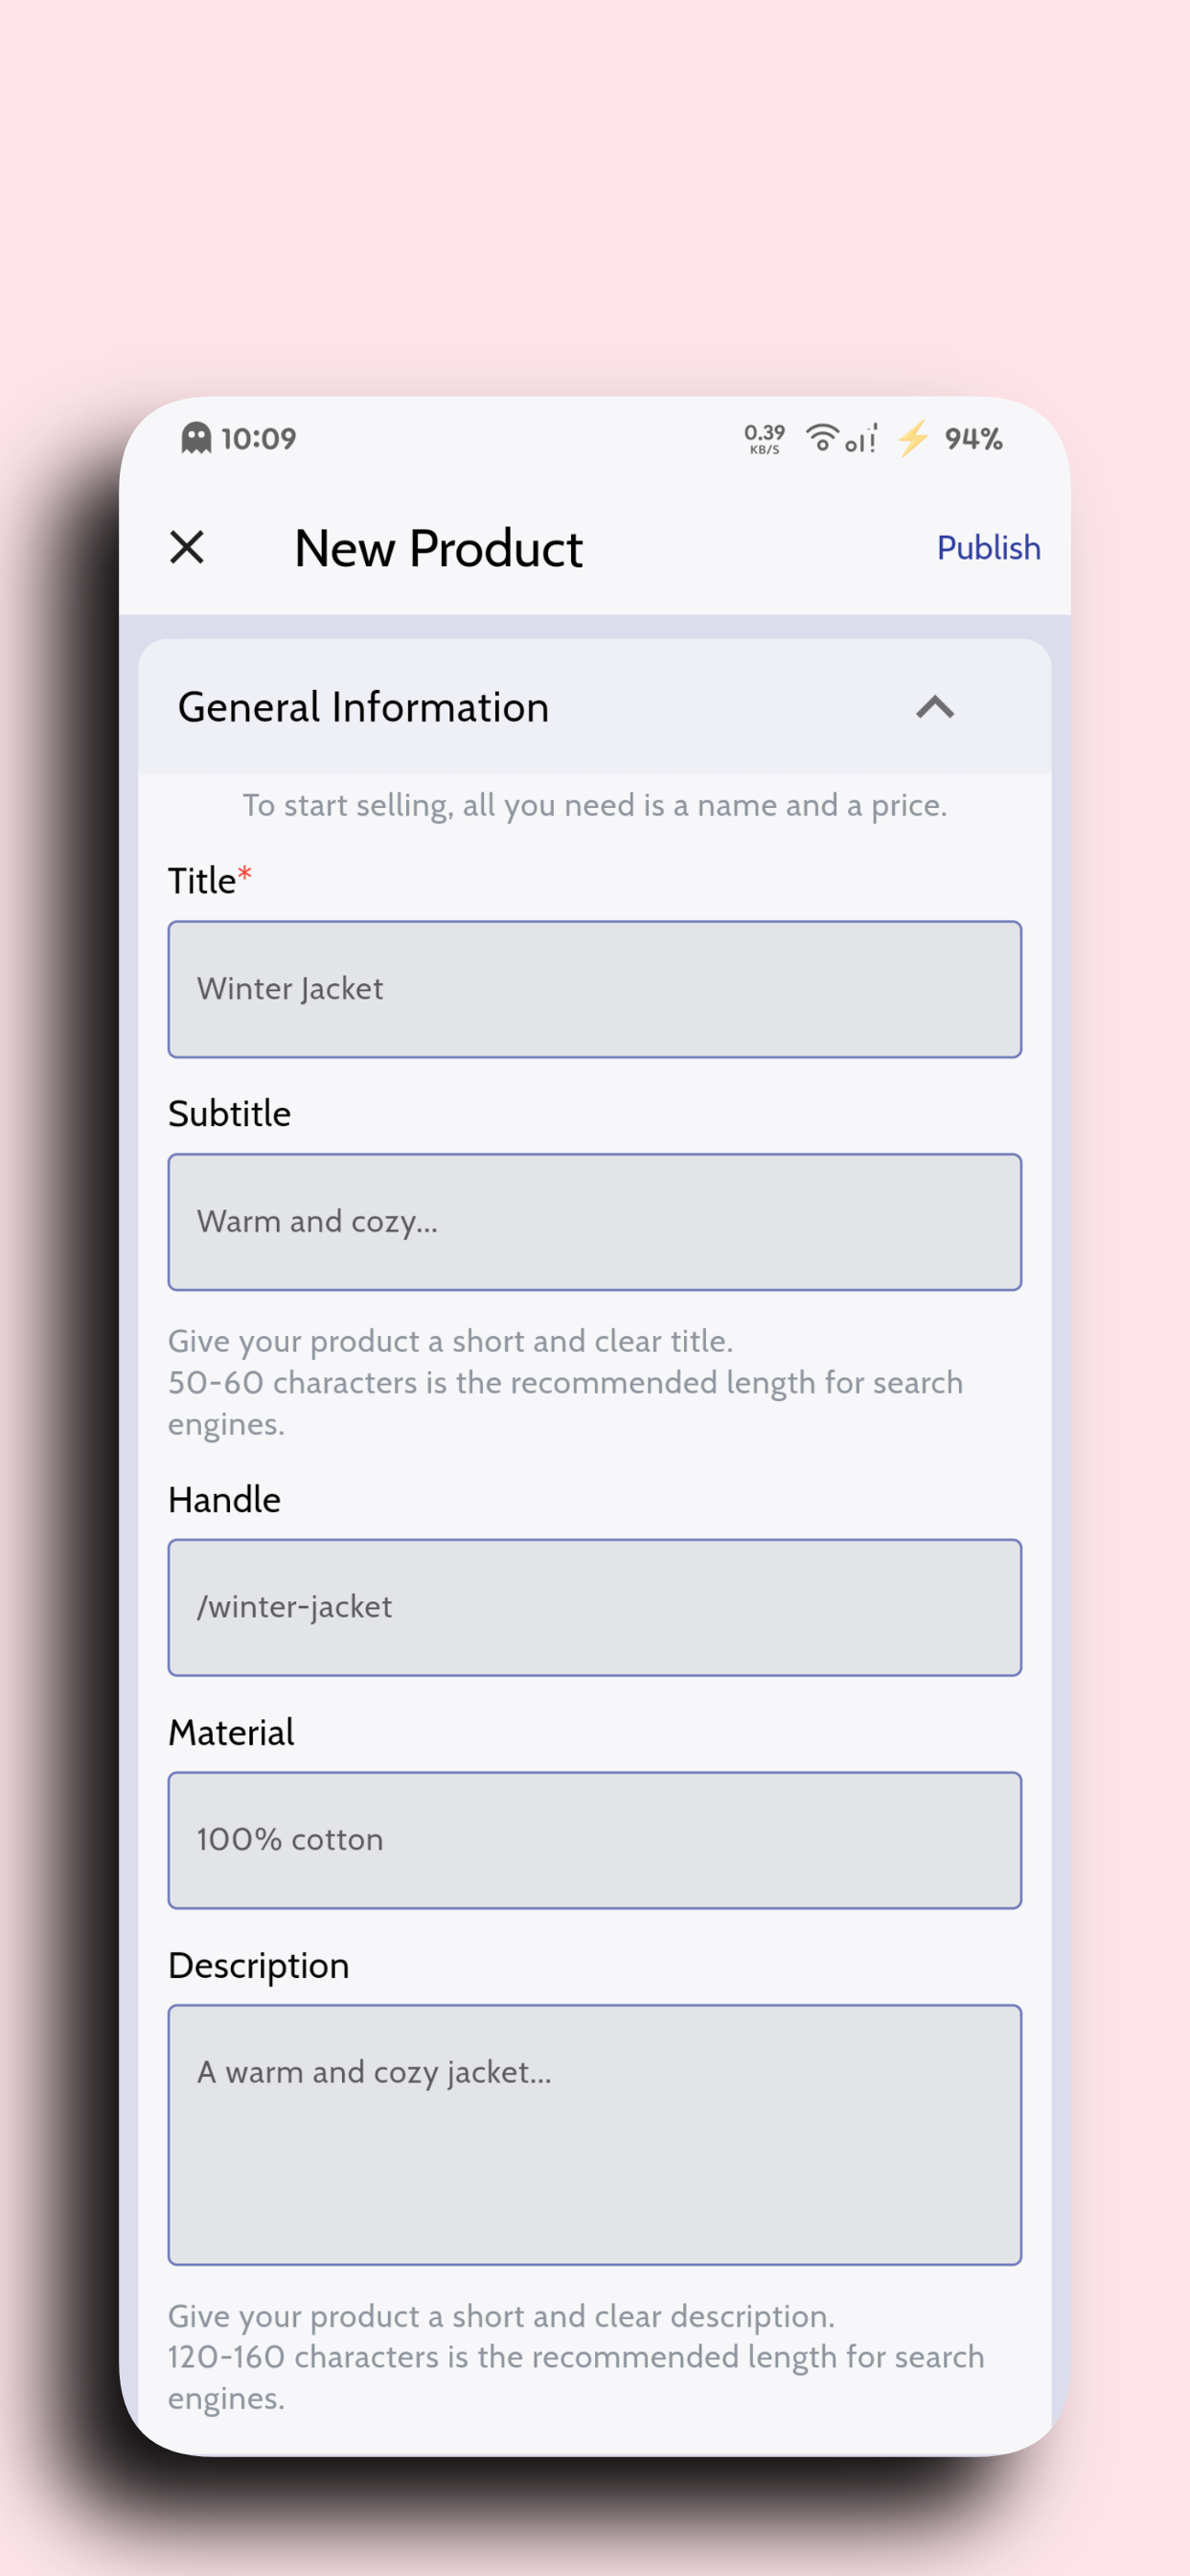 10:09 0.39 KB/S 94%
New Product Publish
General Information
To start selling, all you need is a name and a price.
Title*
Winter Jacket
Subtitle
Warm and cozy...
Give your product a short and clear title.
50-60 characters is the recommended length for search
engines.
Handle
/winter-jacket
Material
100% cotton
Description
A warm and cozy jacket...
Give your product a short and clear description.
120-160 characters is the recommended length for search
engines.